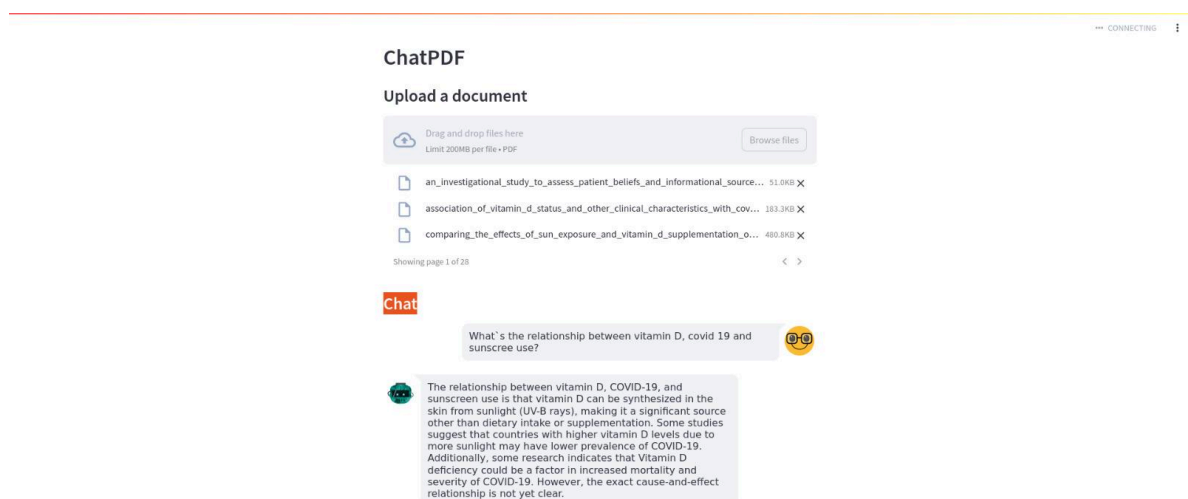 CONNECTING
ChatPDF
Upload a document
Drag and drop files here
Limit 200MB per file • PDF
Browse files
an_investigational_study_to_assess_patient_beliefs_and_informational_source... 51.0KB
association_of_vitamin_d_status_and_other_clinical_characteristics_with_cov... 183.3KB
comparing_the_effects_of_sun_exposure_and_vitamin_d_supplementation_o... 480.8KB
Showing page 1 of 28
Chat
What`s the relationship between vitamin D, covid 19 and
sunscree use?
The relationship between vitamin D, COVID-19, and
sunscreen use is that vitamin D can be synthesized in the
skin from sunlight (UV-B rays), making it a significant source
other than dietary intake or supplementation. Some studies
suggest that countries with higher vitamin D levels due to
more sunlight may have lower prevalence of COVID-19.
Additionally, some research indicates that Vitamin D
deficiency could be a factor in increased mortality and
severity of COVID-19. However, the exact cause-and-effect
relationship is not yet clear.